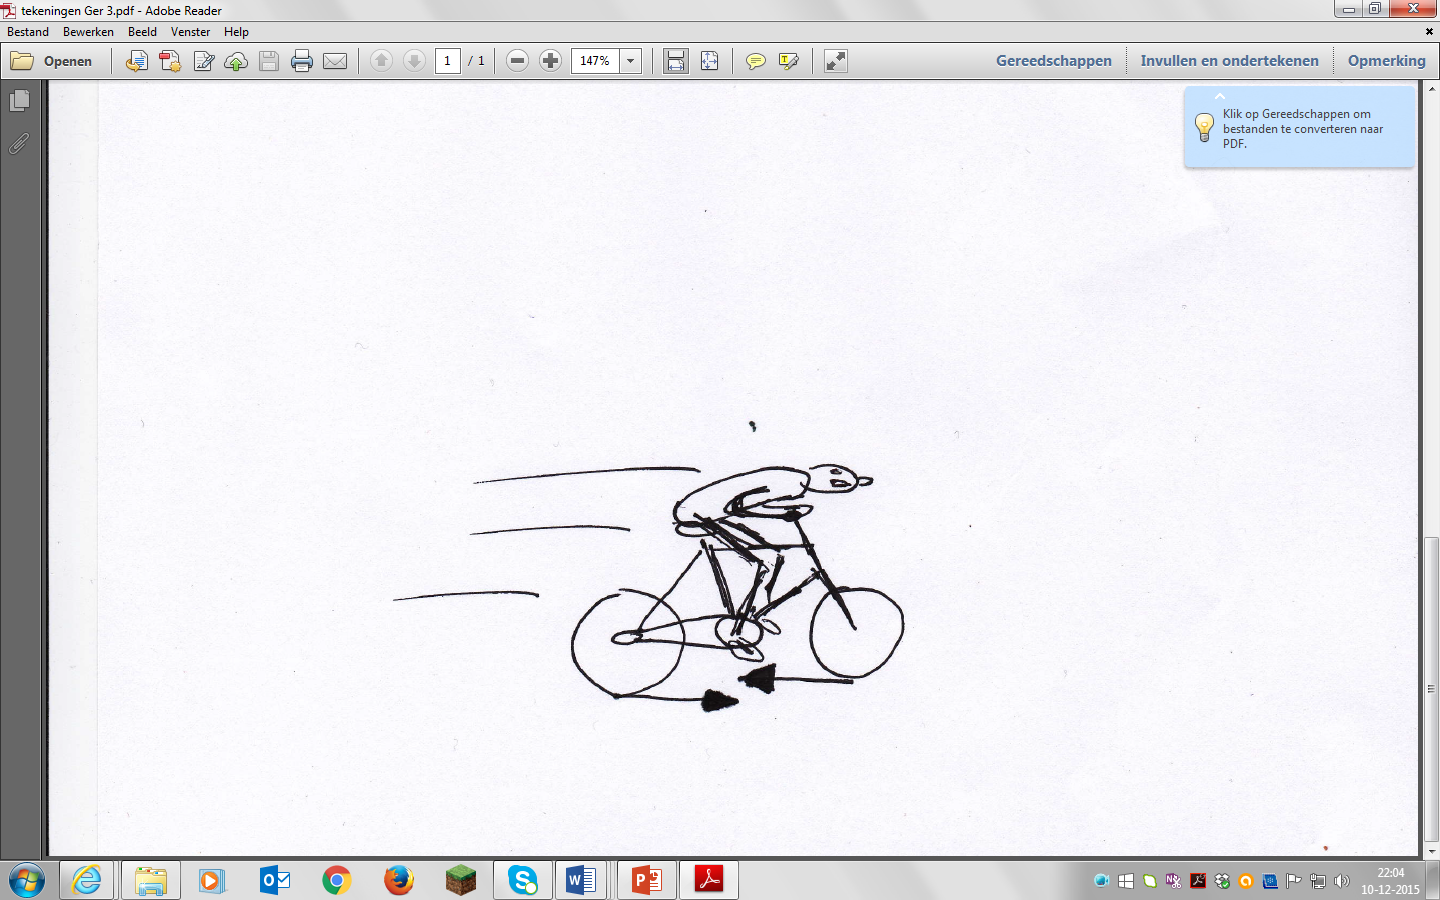 tekeningen Ger 3.pdf - Adobe Reader
Bestand Bewerken Beeld Venster Help
Openen 1 / 1 147% Gereedschappen Invullen en ondertekenen Opmerking
Klik op Gereedschappen om
bestanden te converteren naar
PDF.
22:04
10-12-2015